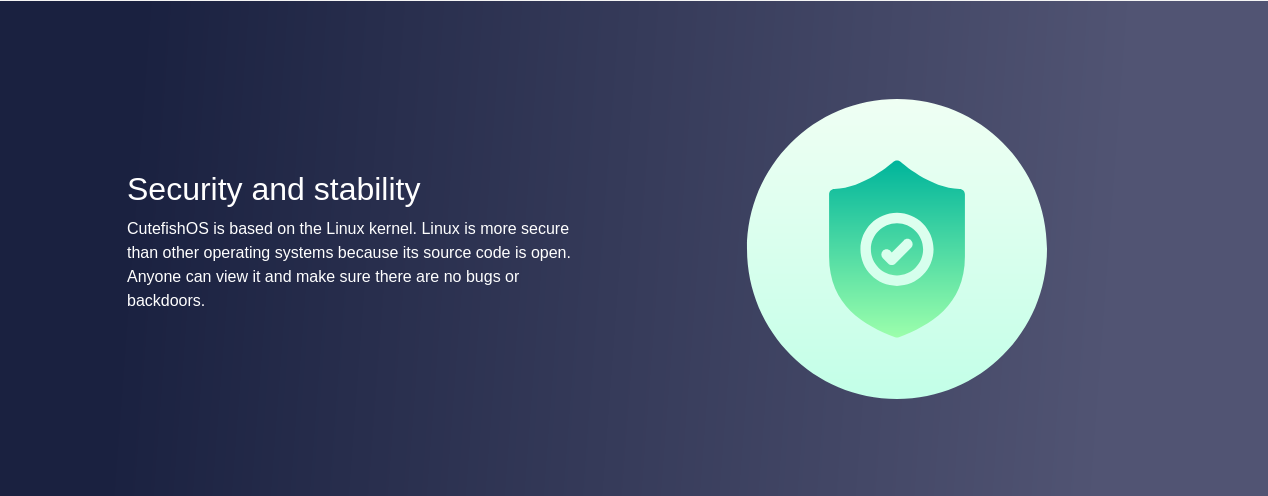 Security and stability
CutefishOS is based on the Linux kernel. Linux is more secure
than other operating systems because its source code is open.
Anyone can view it and make sure there are no bugs or
backdoors.